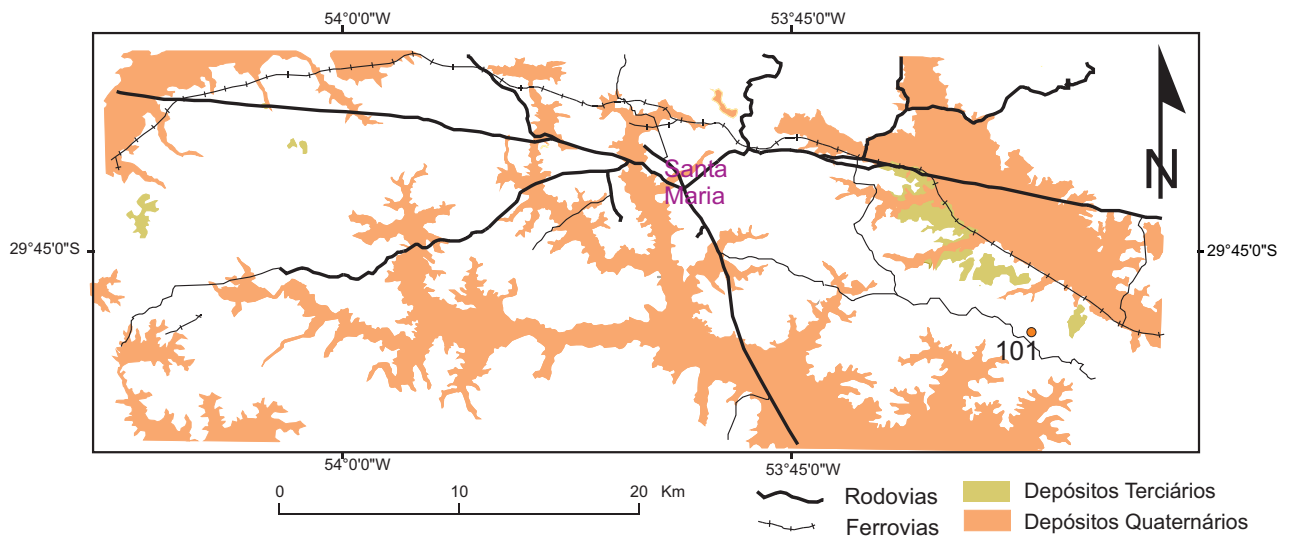 54°0'0"W
53°45'0"W
N
Santa
Maria
29°45'0"S
29°45'0"S
101
54°0'0"W
53°45'0"W
0 10 20 Km
Rodovias
Ferrovias
Depósitos Terciários
Depósitos Quaternários